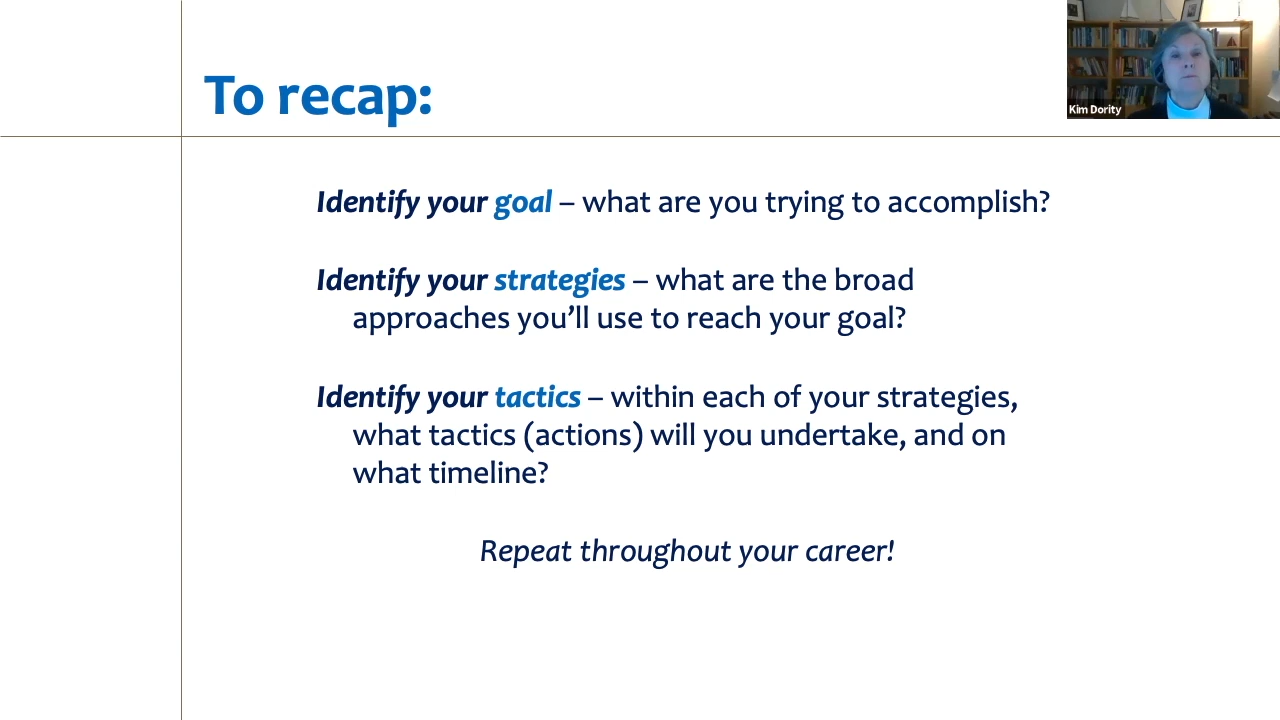 To recap:
Kim Dority
Identify your goal – what are you trying to accomplish?
Identify your strategies – what are the broad
approaches you’ll use to reach your goal?
Identify your tactics – within each of your strategies,
what tactics (actions) will you undertake, and on
what timeline?
Repeat throughout your career!